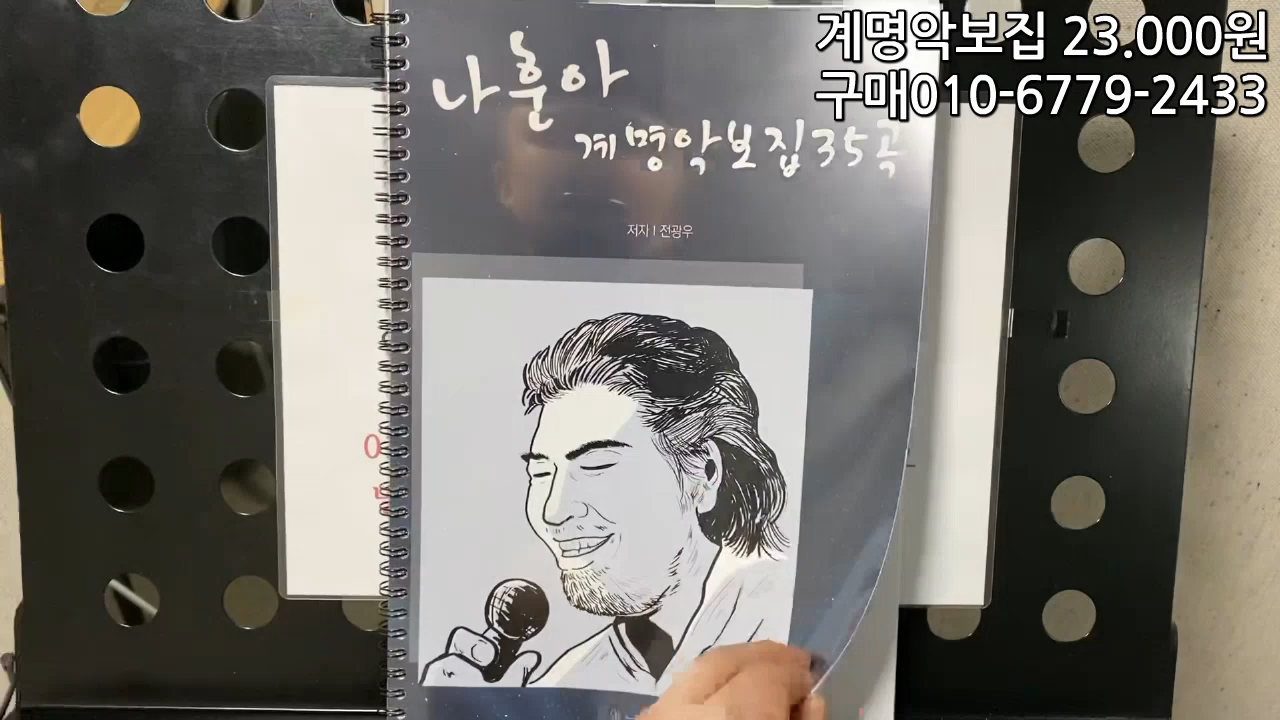 계명악보집 23.000원
구매010-6779-2433
나훈아
계명악보집35곡
저자 | 전광우